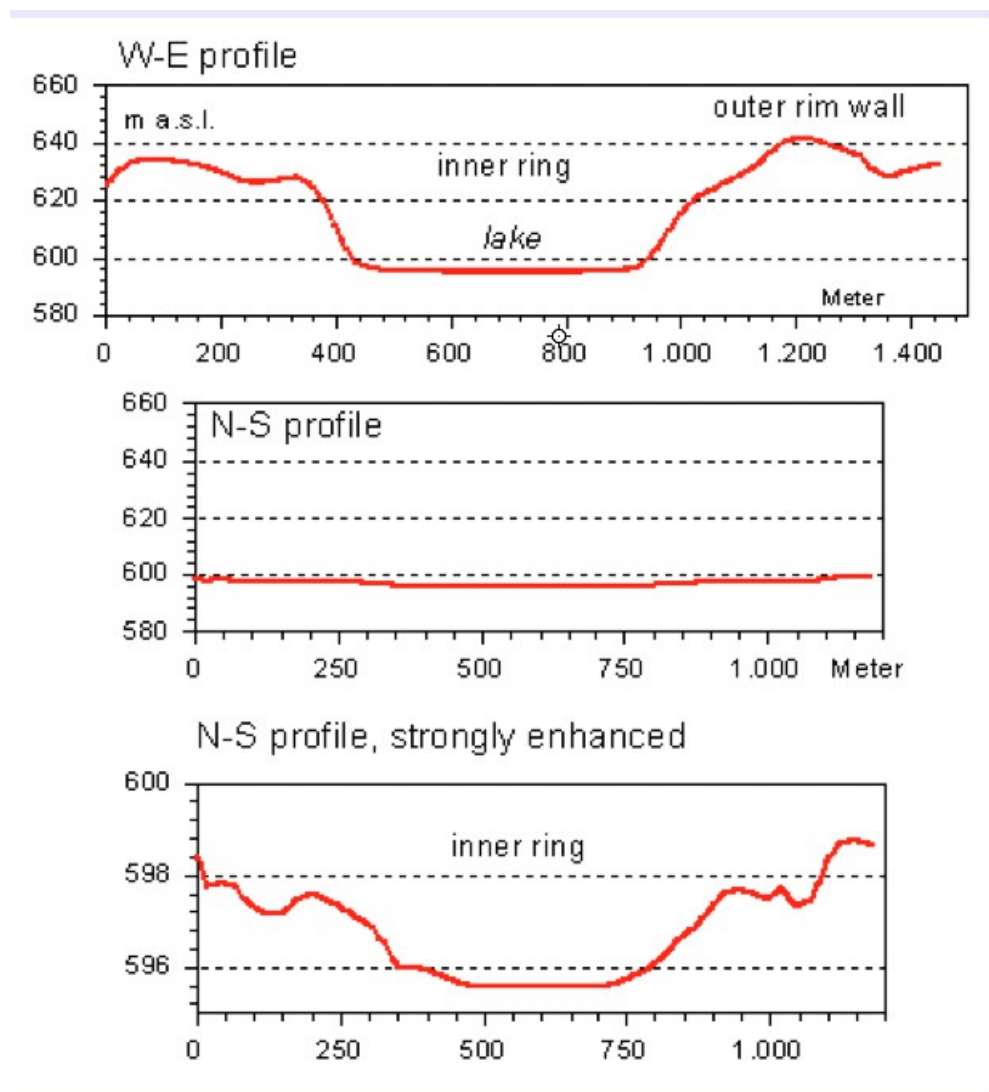 W-E profile
660
m a.s.l.
outer rim wall
640
inner ring
620
lake
600
Meter
580
0 200 400 600 800 1.000 1.200 1.400
660
N-S profile
640
620
600
580
0 250 500 750 1.000 Meter
N-S profile, strongly enhanced
600
inner ring
598
596
0 250 500 750 1.000